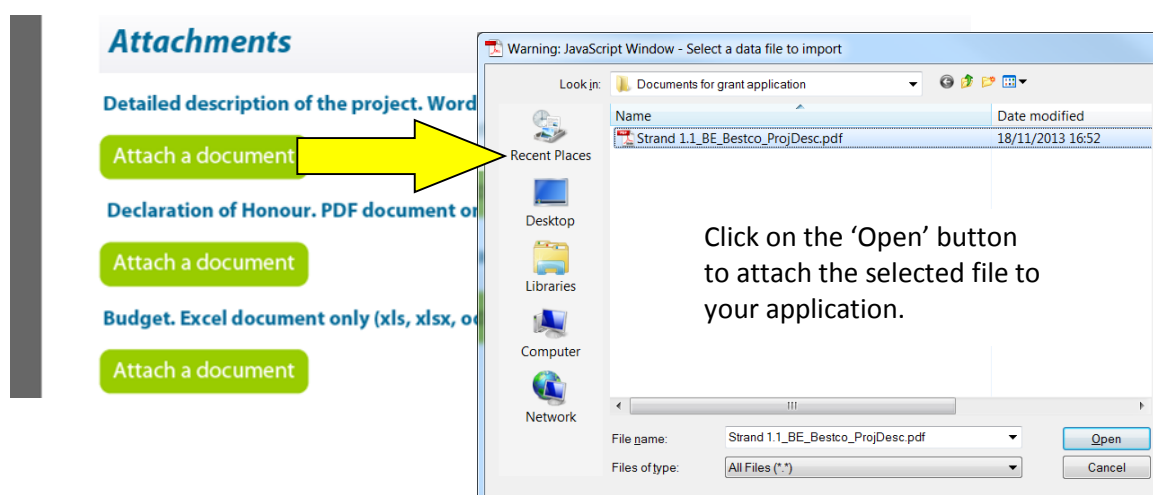 Attachments
Detailed description of the project. Word
Attach a document
Declaration of Honour. PDF document
Attach a document
Budget. Excel document only (xls, xlsx,
Attach a document
Warning: JavaScript Window - Select a data file to import
Look in:
Documents for grant application
Name
Date modified
Strand 1.1_BE_Bestco_ProjDesc.pdf
18/11/2013 16:52
Recent Places
Desktop
Libraries
Computer
Network
Click on the ‘Open’ button
to attach the selected file to
your application.
File name:
Strand 1.1_BE_Bestco_ProjDesc.pdf
Open
Files of type:
All Files (*.*)
Cancel